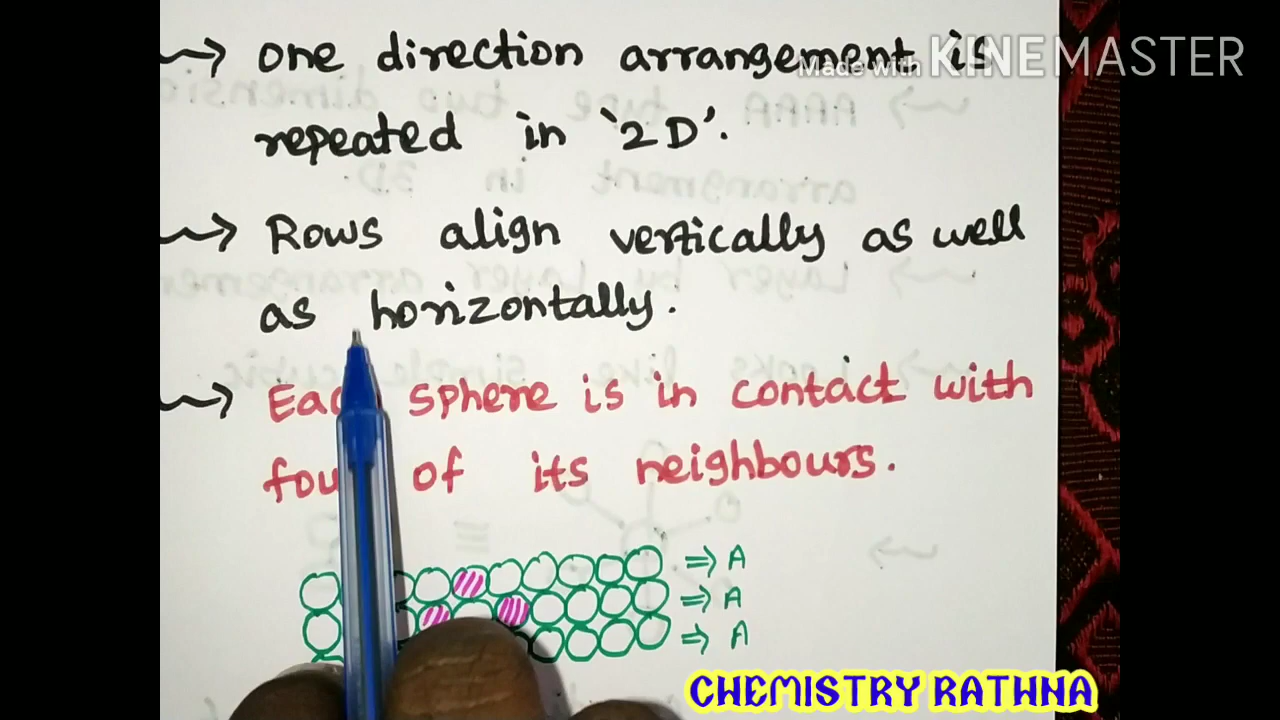 Made with KINEMASTER
→ one direction arrangement is
repeated in '2D'.
→ Rows align vertically as well
as horizontally.
→ Each sphere is in contact with
of its neighbours.
⇒ A
⇒ A
⇒ A
CHEMISTRY RATHNA